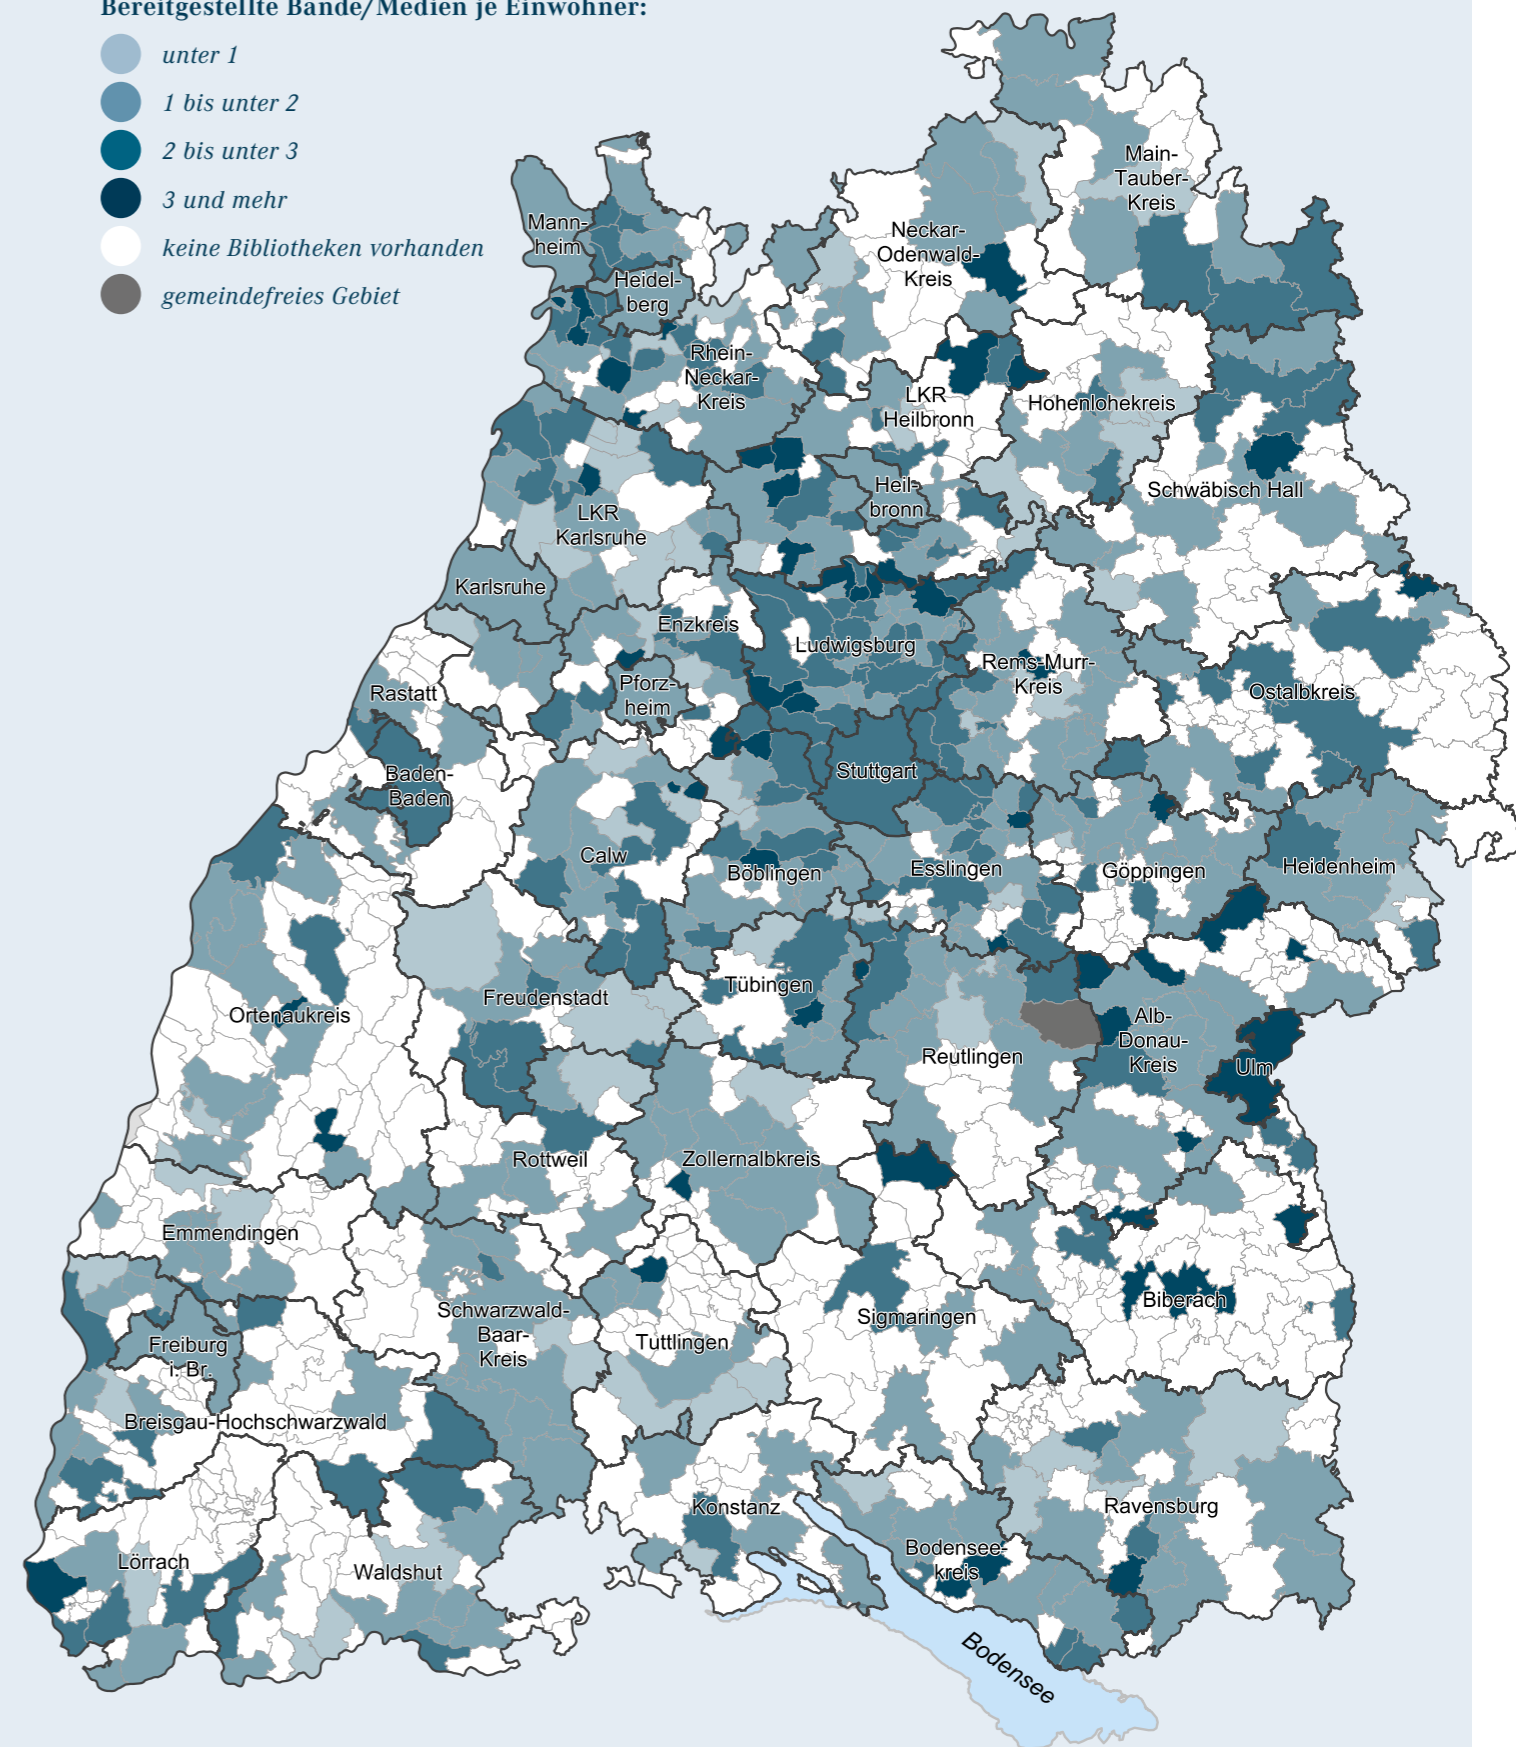 Bereitgestellte Bände/Medien je Einwohner:
unter 1
1 bis unter 2
2 bis unter 3
3 und mehr
keine Bibliotheken vorhanden
gemeindefreies Gebiet
Main-
Tauber-
Kreis
Mann-
heim
Neckar-
Odenwald-
Kreis
Heidel-
berg
Rhein-
Neckar-
Kreis
LKR
Heilbronn
Hohenlohekreis
Heil-
bronn
Schwäbisch Hall
LKR
Karlsruhe
Karlsruhe
Enzkreis
Ludwigsburg
Rems-Murr-
Kreis
Ostalbkreis
Rastatt
Pforz-
heim
Baden-
Baden
Stuttgart
Calw
Böblingen
Esslingen
Göppingen
Heidenheim
Tübingen
Freudenstadt
Ortenaukreis
Reutlingen
Alb-
Donau-
Kreis
Ulm
Rottweil
Zollernalbkreis
Emmendingen
Schwarzwald-
Baar-
Kreis
Tuttlingen
Sigmaringen
Biberach
Freiburg
i. Br.
Breisgau-Hochschwarzwald
Konstanz
Ravensburg
Bodensee-
kreis
Lörrach
Waldshut
Bodensee